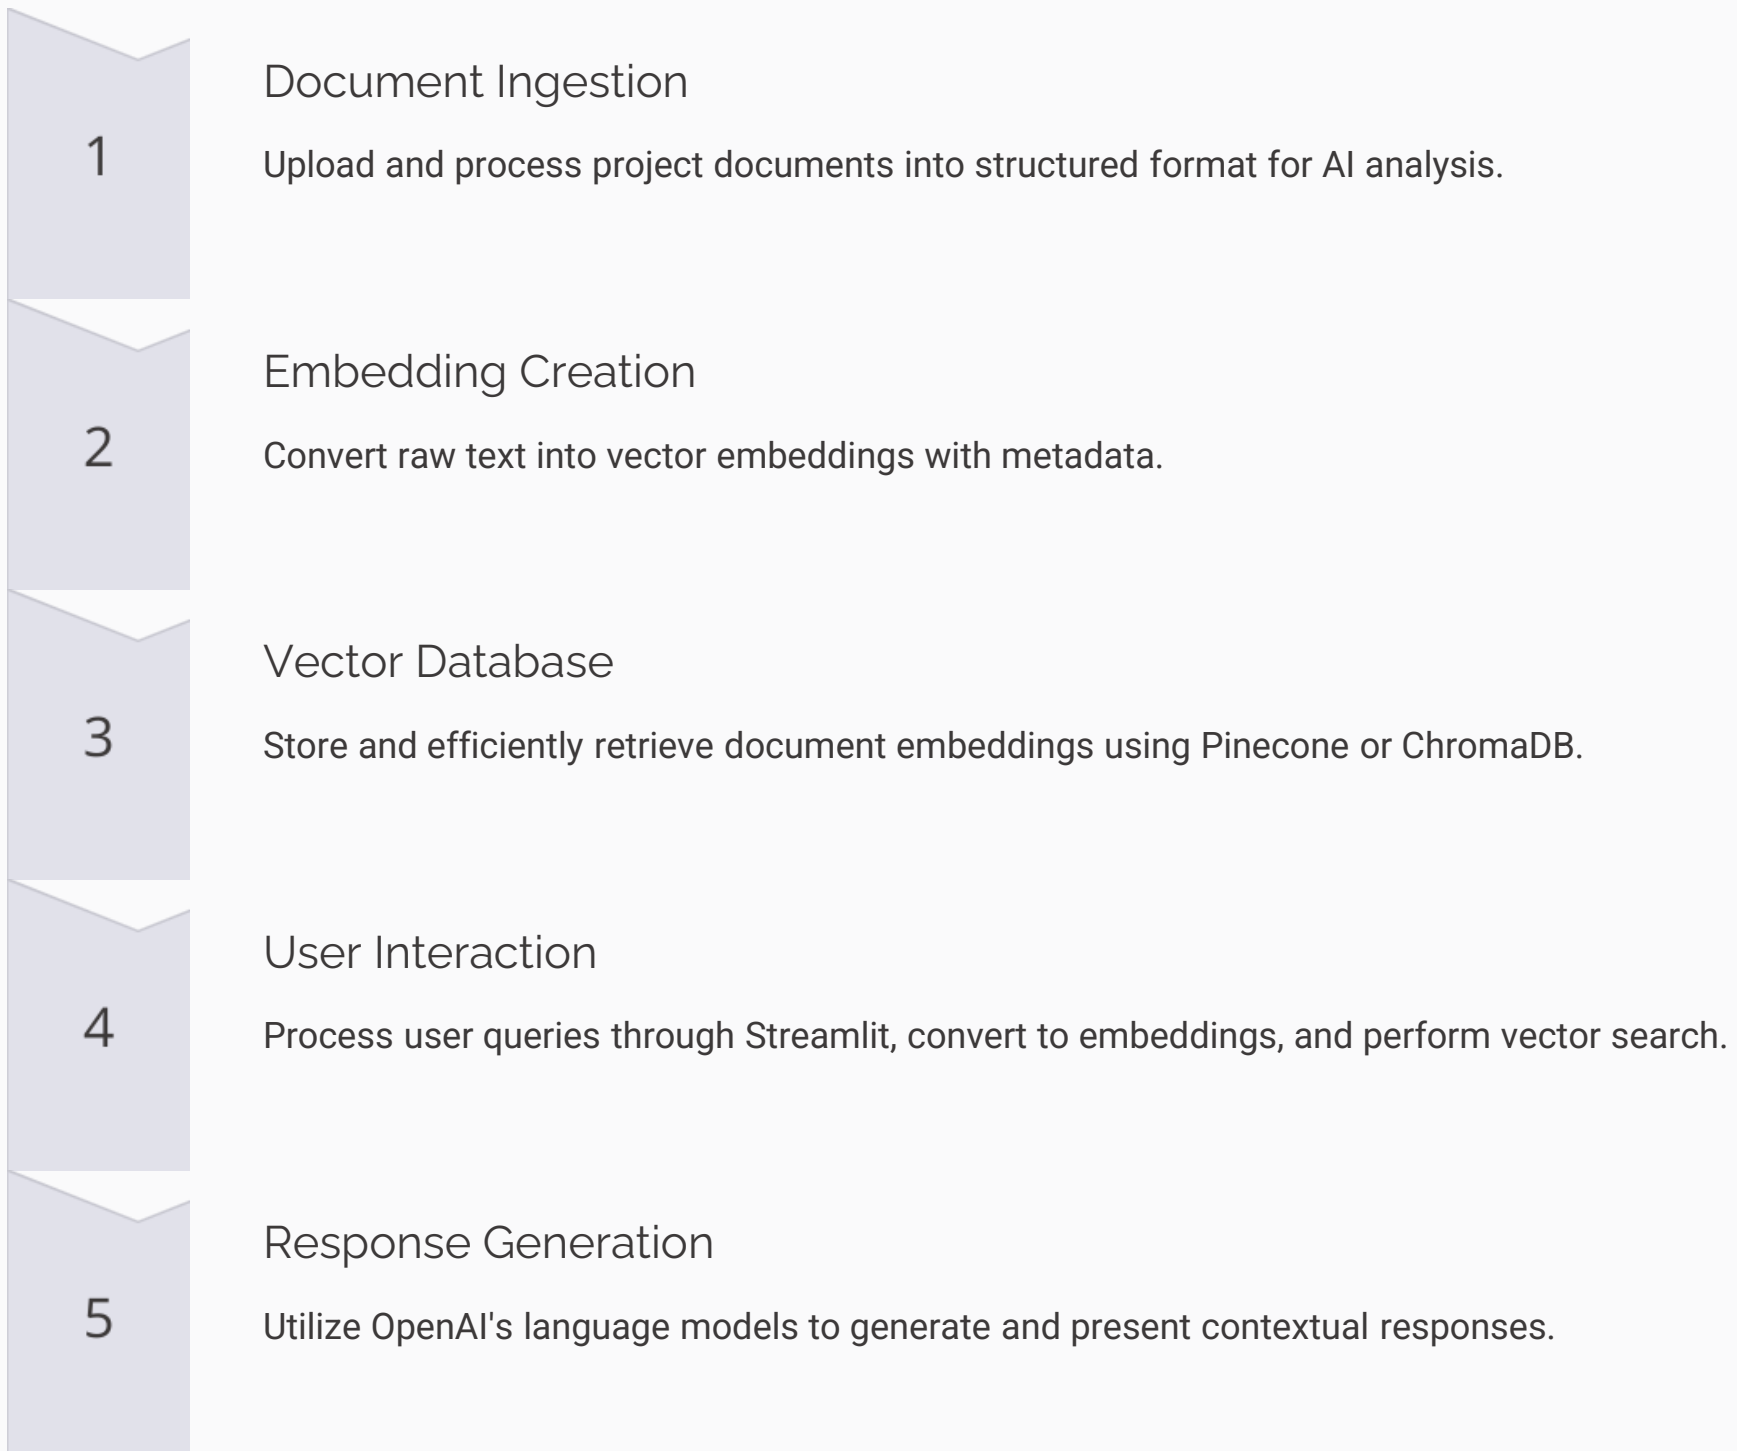 1
Document Ingestion
Upload and process project documents into structured format for AI analysis.
2
Embedding Creation
Convert raw text into vector embeddings with metadata.
3
Vector Database
Store and efficiently retrieve document embeddings using Pinecone or ChromaDB.
4
User Interaction
Process user queries through Streamlit, convert to embeddings, and perform vector search.
5
Response Generation
Utilize OpenAI's language models to generate and present contextual responses.